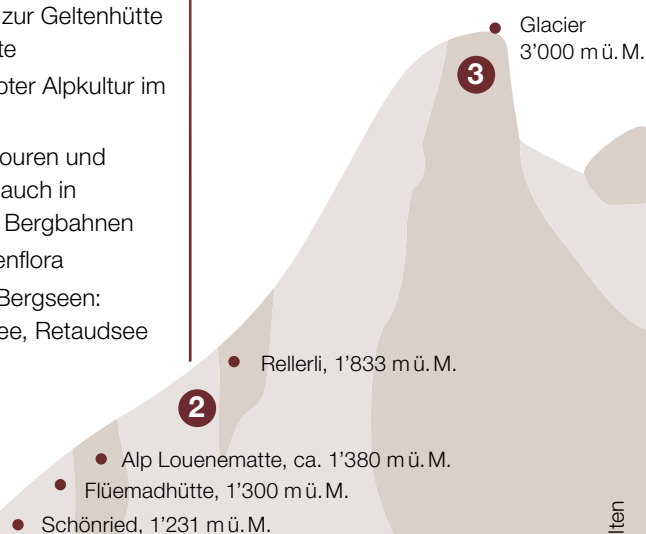 zur Geltenhütte
te
oter Alpkultur im
ouren und
auch in
Bergbahnen
enflora
Bergseen:
ee, Retaudsee
Glacier
3’000 m ü. M.
3
Rellerli, 1’833 m ü. M.
2
Alp Louenematte, ca. 1’380 m ü. M.
Flüemadhütte, 1’300 m ü. M.
Schönried, 1’231 m ü. M.
lten